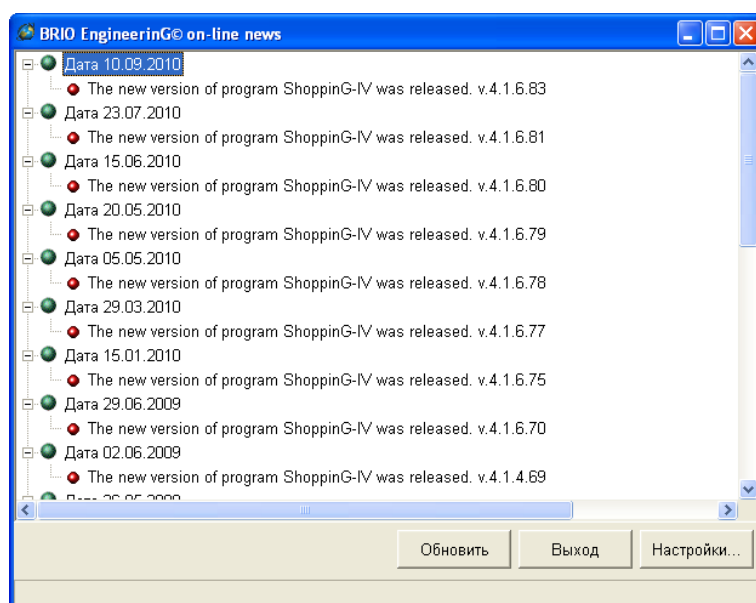 BRIO EngineerinG© on-line news
Дата 10.09.2010
The new version of program ShoppinG-IV was released. v.4.1.6.83
Дата 23.07.2010
The new version of program ShoppinG-IV was released. v.4.1.6.81
Дата 15.06.2010
The new version of program ShoppinG-IV was released. v.4.1.6.80
Дата 20.05.2010
The new version of program ShoppinG-IV was released. v.4.1.6.79
Дата 05.05.2010
The new version of program ShoppinG-IV was released. v.4.1.6.78
Дата 29.03.2010
The new version of program ShoppinG-IV was released. v.4.1.6.77
Дата 15.01.2010
The new version of program ShoppinG-IV was released. v.4.1.6.75
Дата 29.06.2009
The new version of program ShoppinG-IV was released. v.4.1.6.70
Дата 02.06.2009
The new version of program ShoppinG-IV was released. v.4.1.4.69
Дата
Обновить Выход Настройки...